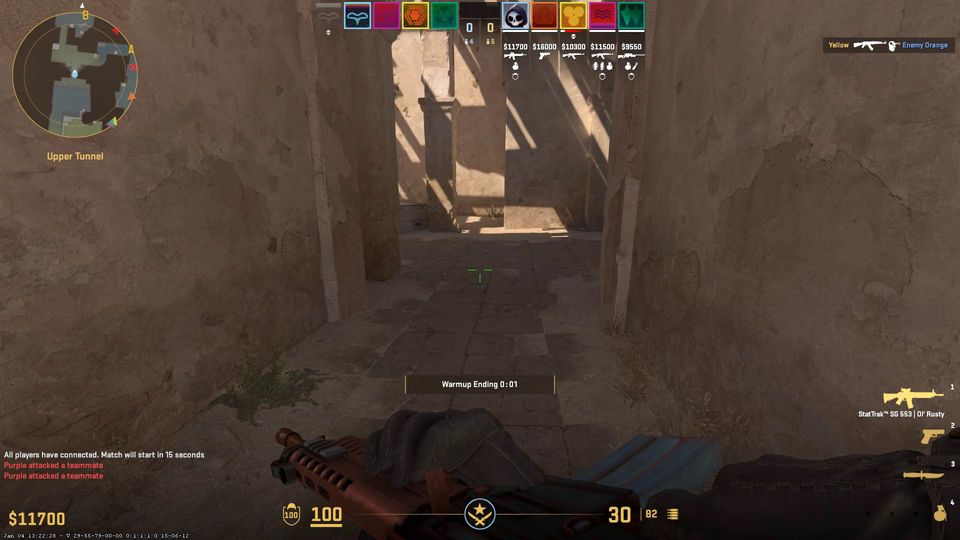 B
A
Upper Tunnel
0 0
4 5
$11700 $16000 $10300 $11500 $9550
Yellow Enemy Orange
Warmup Ending 0:01
1
StatTrak™ SG 553 | Ol' Rusty
2
3
4
All players have connected. Match will start in 15 seconds
Purple attacked a teammate
Purple attacked a teammate
$11700
100 100
30 82